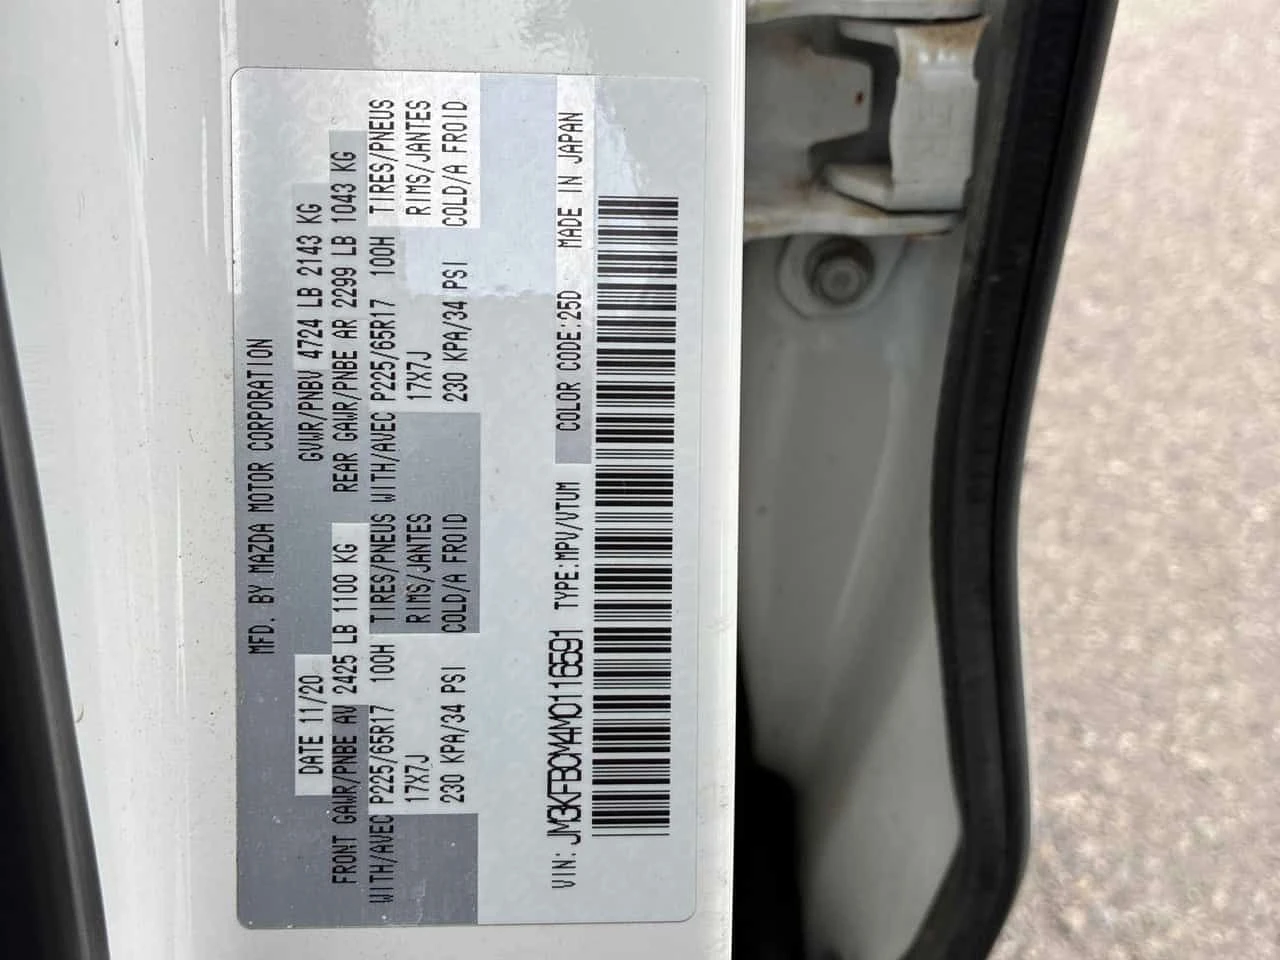 MFD. BY MAZDA MOTOR CORPORATION
DATE 11/20 GVWR/PNBV 4724 LB 2143 KG
FRONT GAWR/PNBE AV 2425 LB 1100 KG REAR GAWR/PNBE AR 2299 LB 1043 KG
WITH/AVEC P225/65R17 100H TIRES/PNEUS WITH/AVEC P225/65R17 100H TIRES/PNEUS
17X7J RIMS/JANTES 17X7J RIMS/JANTES
230 KPA/34 PSI COLD/A FROID 230 KPA/34 PSI COLD/A FROID
VIN: JM3KFBCM4M0116591 TYPE:MPV/VTUM COLOR CODE:25D MADE IN JAPAN